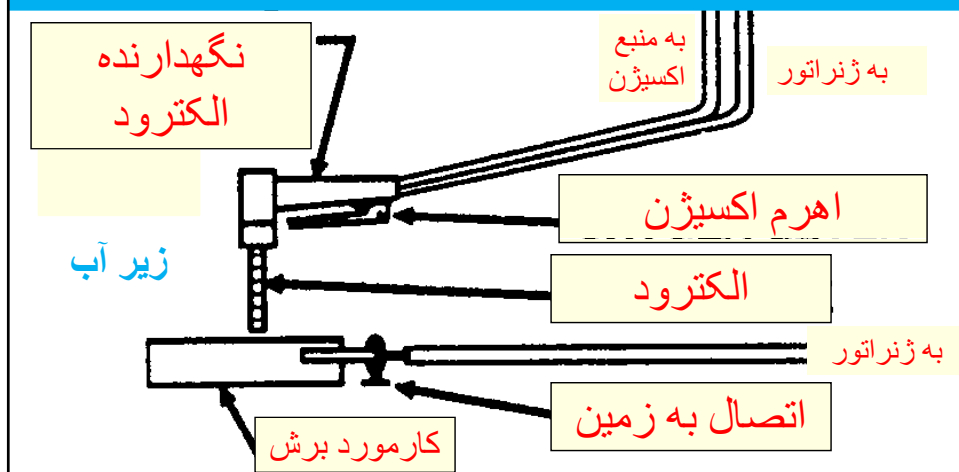 نگهدارنده
الکترود
به منبع
اکسیژن
به ژنراتور
اهرم اکسیژن
زیر آب
الکترود
به ژنراتور
اتصال به زمین
کارمورد برش